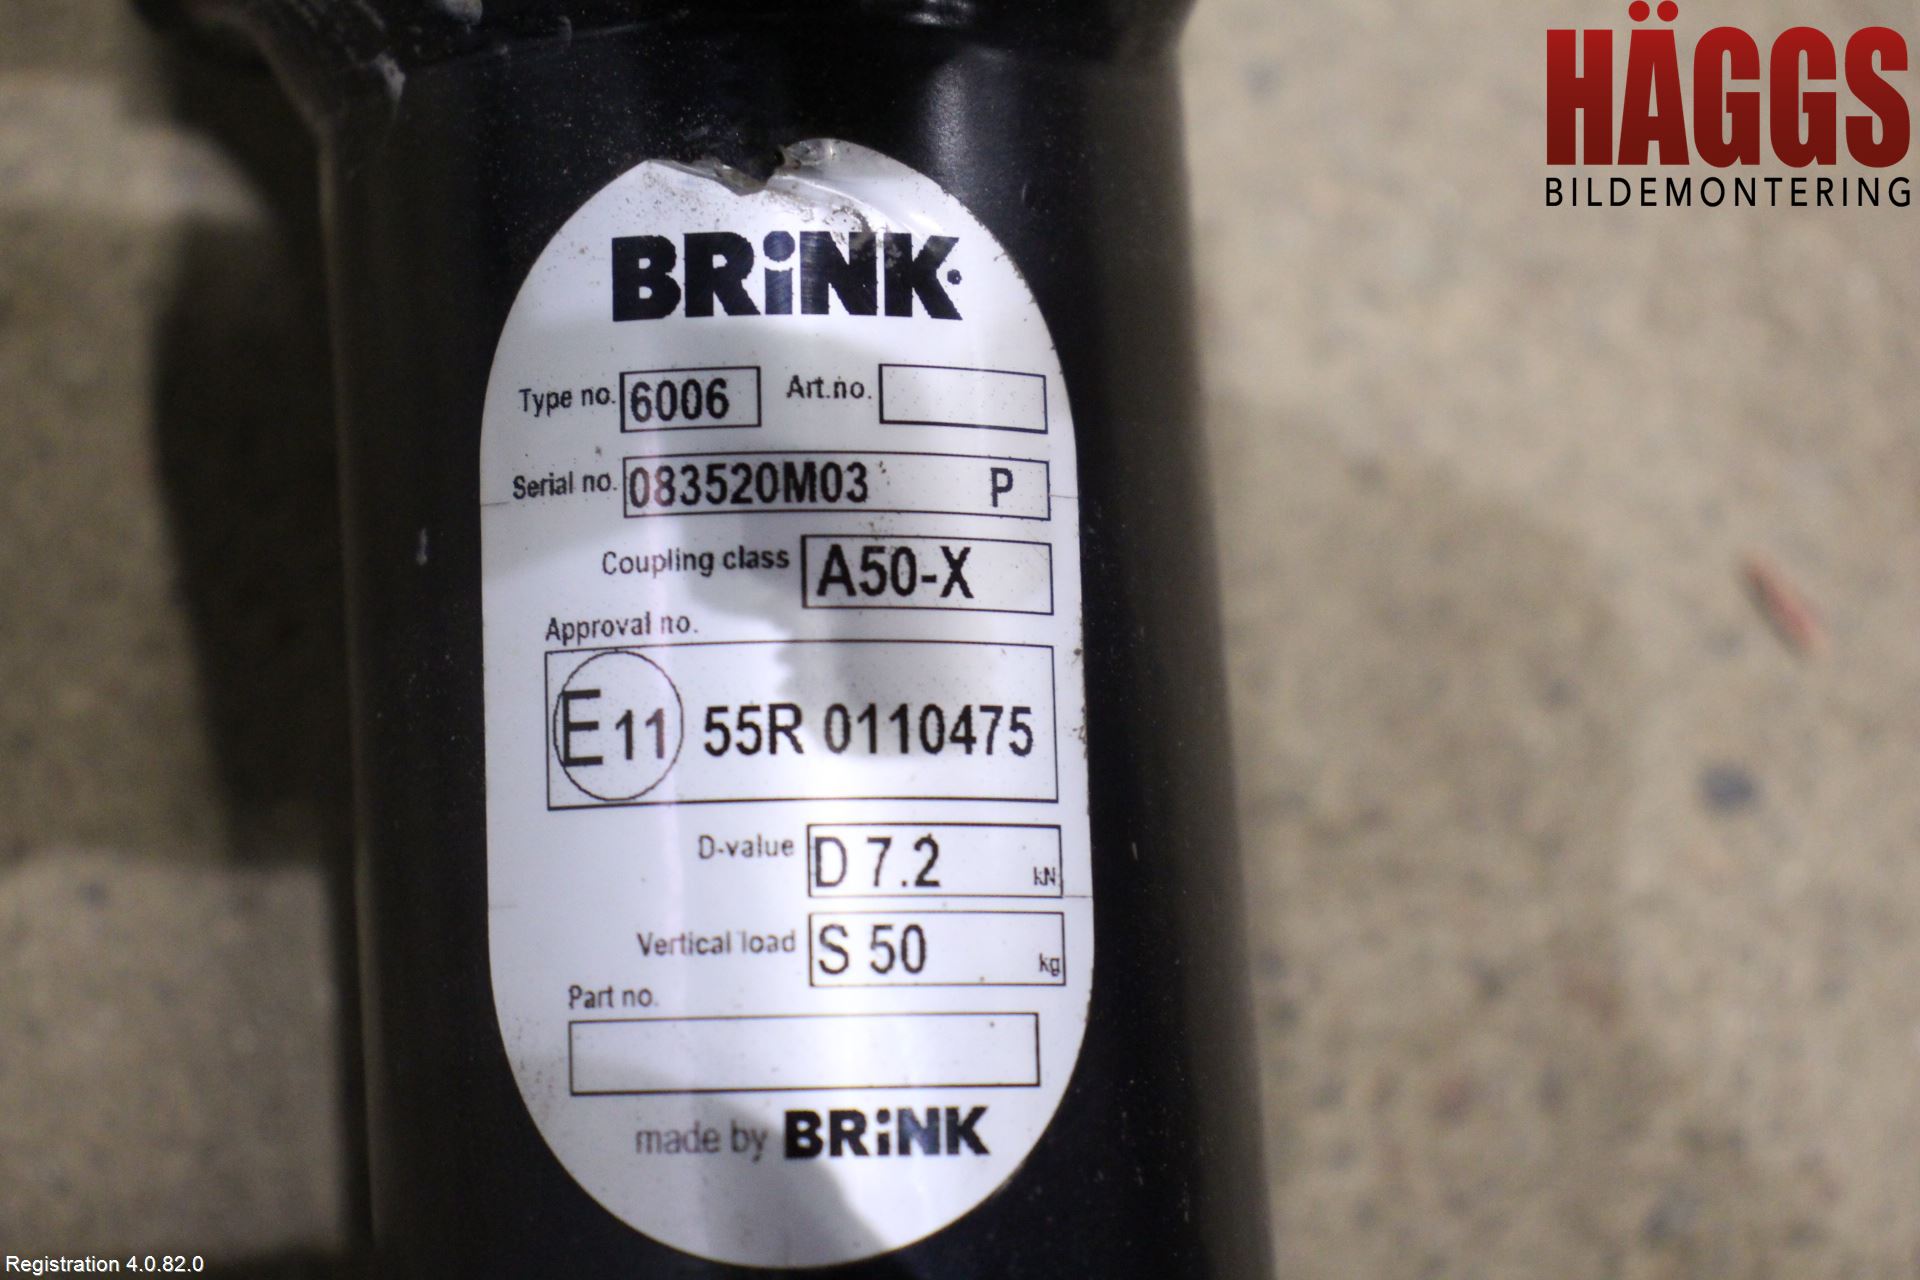 HÄGGS
BILDEMONTERING
BRiNK
Type no. 6006 Art.no.
Serial no. 083520M03 P
Coupling class A50-X
Approval no.
E11 55R 0110475
D-value D 7.2 kN
Vertical load S 50 kg
Part no.
made by BRiNK
Registration 4.0.82.0